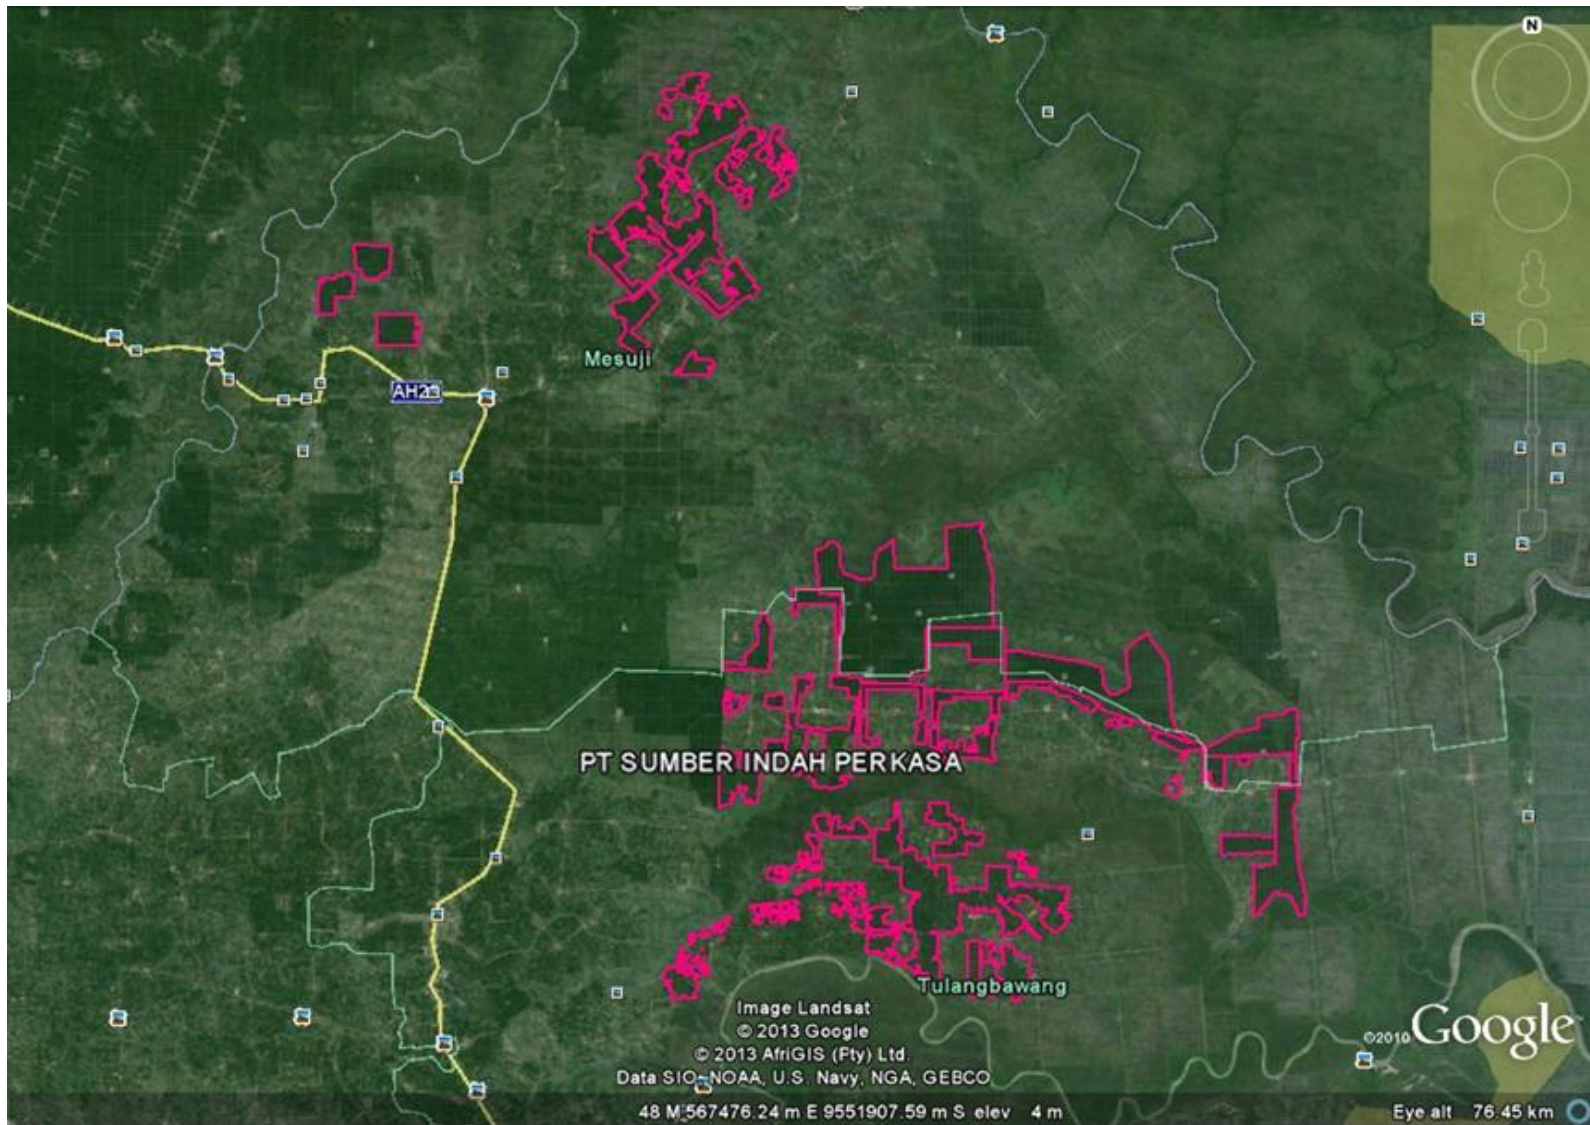 N
Mesuji
AH25
PT SUMBER INDAH PERKASA
Tulangbawang
Image Landsat
© 2013 Google
© 2013 AfriGIS (Pty) Ltd.
Data SIO, NOAA, U.S. Navy, NGA, GEBCO
©2010 Google
48 M 567476.24 m E 9551907.59 m S elev 4 m
Eye alt 76.45 km